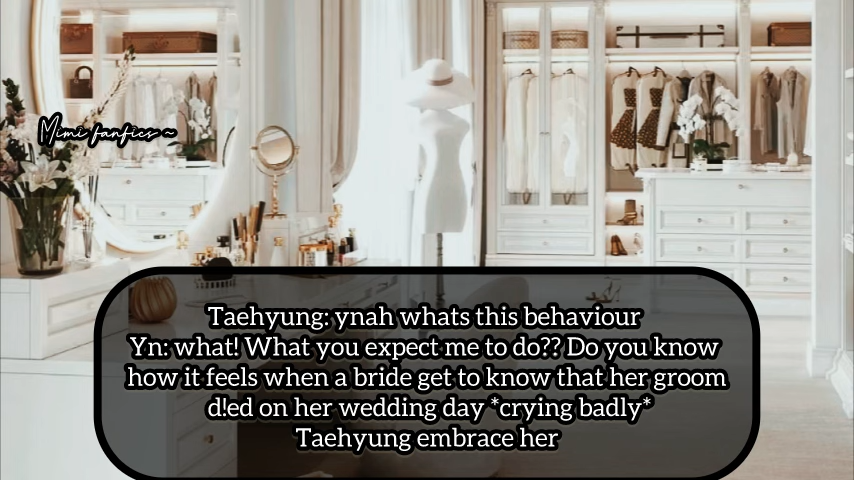 Mimi fanfics ~
Taehyung: ynah whats this behaviour
Yn: what! What you expect me to do?? Do you know
how it feels when a bride get to know that her groom
d!ed on her wedding day *crying badly*
Taehyung embrace her